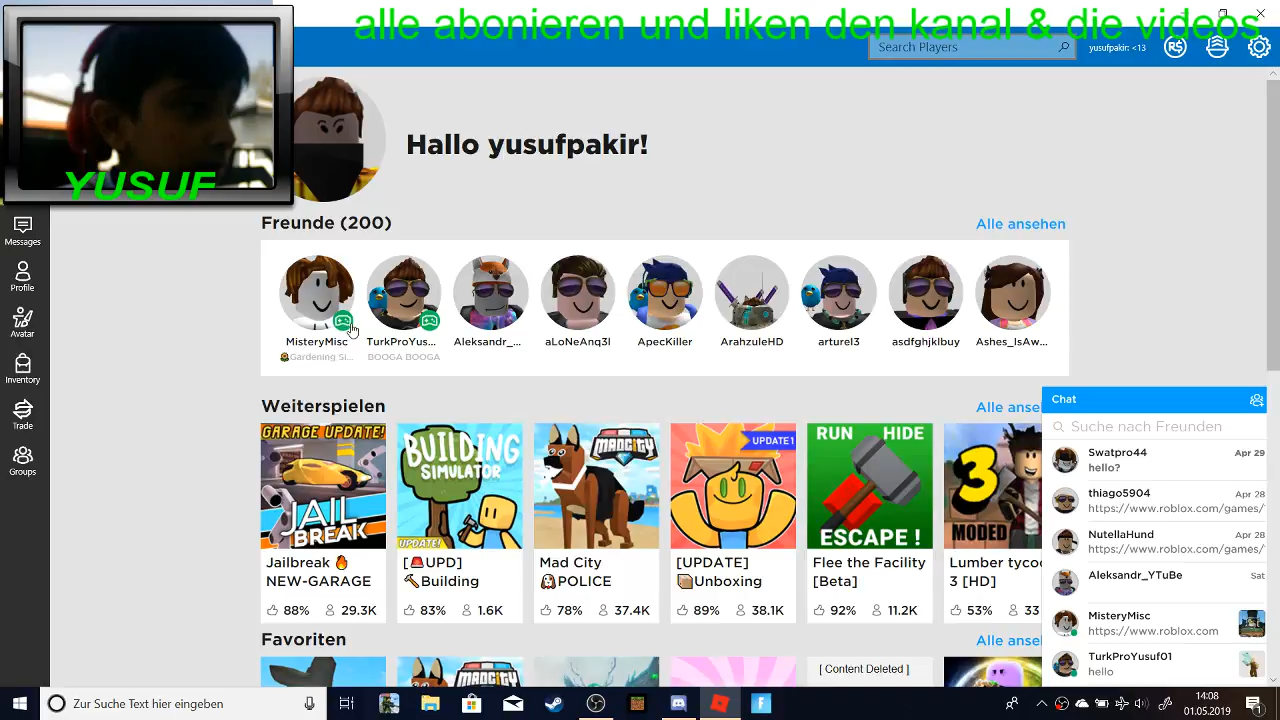 alle abonieren und liken den kanal & die videos
Search Players
yusufpakir: <13
YUSUF
Hallo yusufpakir!
Messages
Profile
Avatar
Inventory
Trade
Groups
Freunde (200)
Alle ansehen
MisteryMisc
TurkProYus...
Aleksandr_...
aLoNeAnq3l
ApecKiller
ArahzuleHD
arturel3
asdfghjklbuy
Ashes_IsAw...
Gardening Si...
BOOGA BOOGA
Weiterspielen
Alle anse
GARAGE UPDATE!
JAIL
BREAK
BUILDING
SIMULATOR
UPDATE!
MADCITY
UPDATE 1
RUN HIDE
ESCAPE !
3
MODED
Jailbreak 🔥
NEW-GARAGE
88% 29.3K
[🚨UPD]
🔨Building
83% 1.6K
Mad City
🐶POLICE
78% 37.4K
[UPDATE]
📦Unboxing
89% 38.1K
Flee the Facility
[Beta]
92% 11.2K
Lumber tycoo
3 [HD]
53% 33
Favoriten
Alle anse
MADCITY
[ Content Deleted ]
Chat
Suche nach Freunden
Swatpro44 Apr 29
hello?
thiago5904 Apr 28
https://www.roblox.com/games/
NutellaHund Apr 28
https://www.roblox.com/games/
Aleksandr_YTuBe Sat
MisteryMisc
https://www.roblox.com
TurkProYusuf01
hello
Zur Suche Text hier eingeben
14:08
01.05.2019